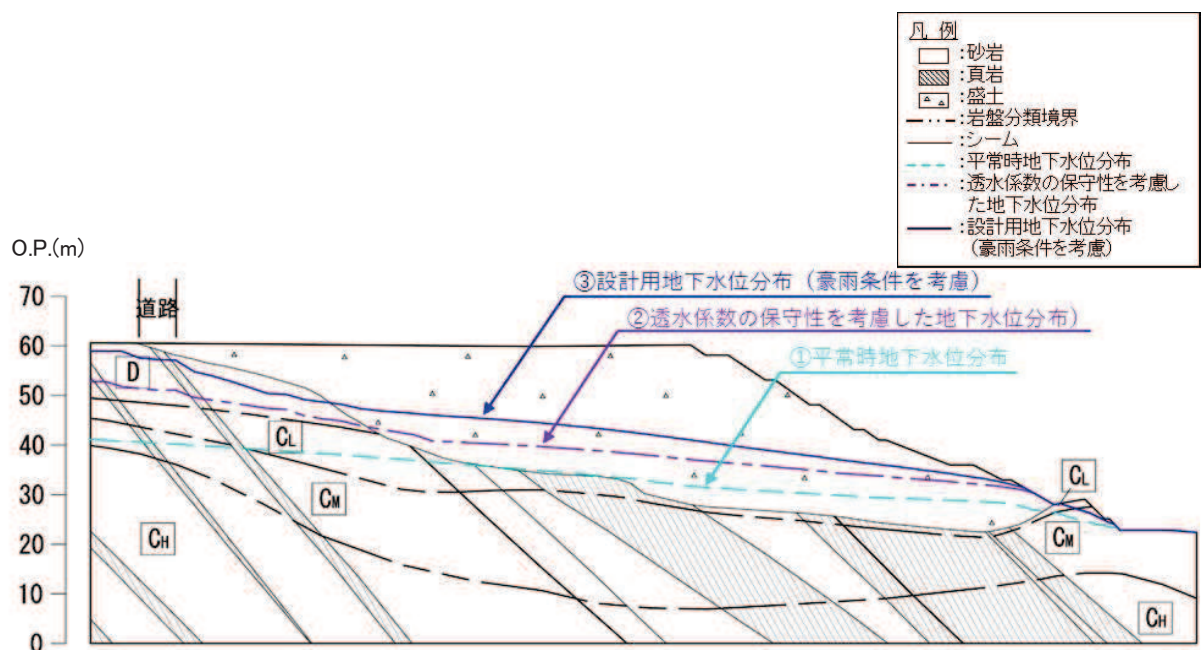 凡 例
:砂岩
:頁岩
:盛土
:岩盤分類境界
:シーム
:平常時地下水位分布
:透水係数の保守性を考慮し
た地下水位分布
:設計用地下水位分布
(豪雨条件を考慮)
O.P.(m)
70
60
50
40
30
20
10
0
道路
③設計用地下水位分布（豪雨条件を考慮）
②透水係数の保守性を考慮した地下水位分布）
①平常時地下水位分布
D
CL
CM
CH
CL
CM
CH